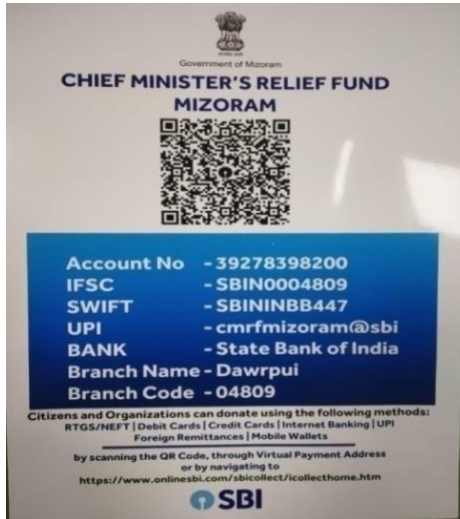 Government of Mizoram
CHIEF MINISTER'S RELIEF FUND
MIZORAM
Account No - 39278398200
IFSC - SBIN0004809
SWIFT - SBININBB447
UPI - cmrfmizoram@sbi
BANK - State Bank of India
Branch Name - Dawrpui
Branch Code - 04809
Citizens and Organizations can donate using the following methods:
RTGS/NEFT | Debit Cards | Credit Cards | Internet Banking | UPI
Foreign Remittances | Mobile Wallets
by scanning the QR Code, through Virtual Payment Address
or by navigating to
https://www.onlinesbi.com/sbicollect/icollecthome.htm
SBI